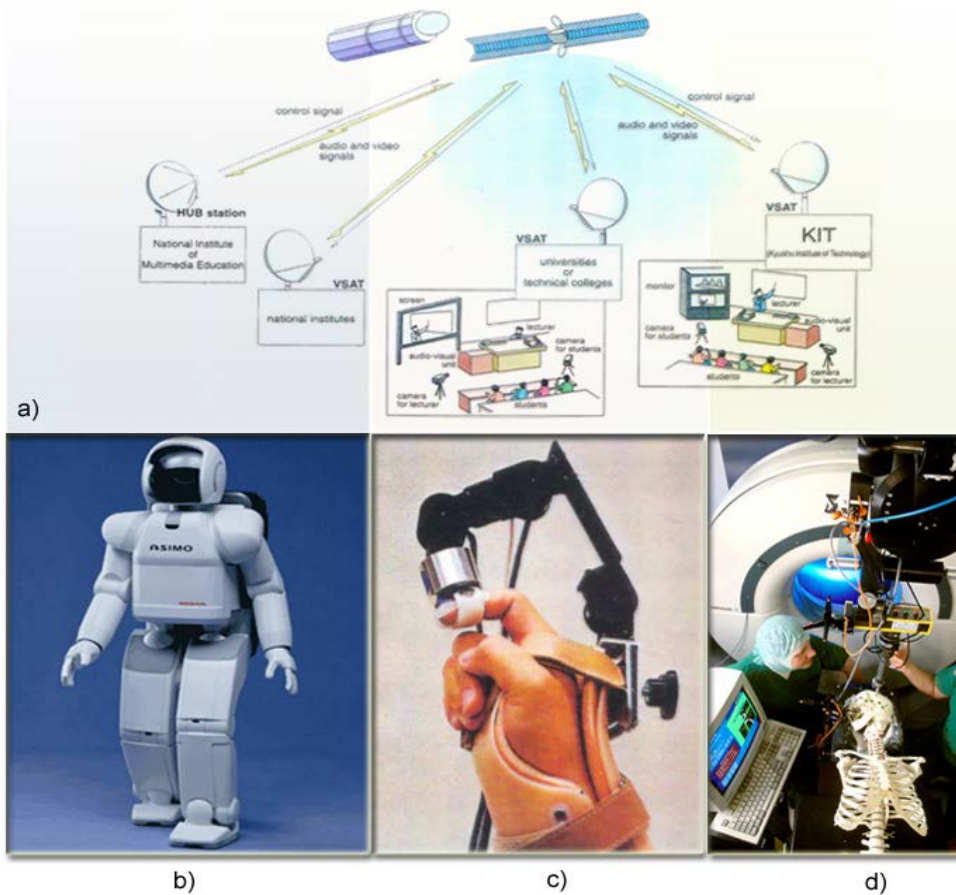 control signal
audio and video
signals
control signal
audio and video
signals
HUB station
National Institute
of
Multimedia Education
VSAT
national institutes
VSAT
universities
or
technical colleges
VSAT
KIT
(Kyushu Institute of Technology)
screen
lecturer
camera
for students
audio-visual
unit
camera
for lecturer
students
monitor
lecturer
audio-visual
unit
camera
for students
students
camera
for lecturer
a)
ASIMO
HONDA
b)
c)
d)